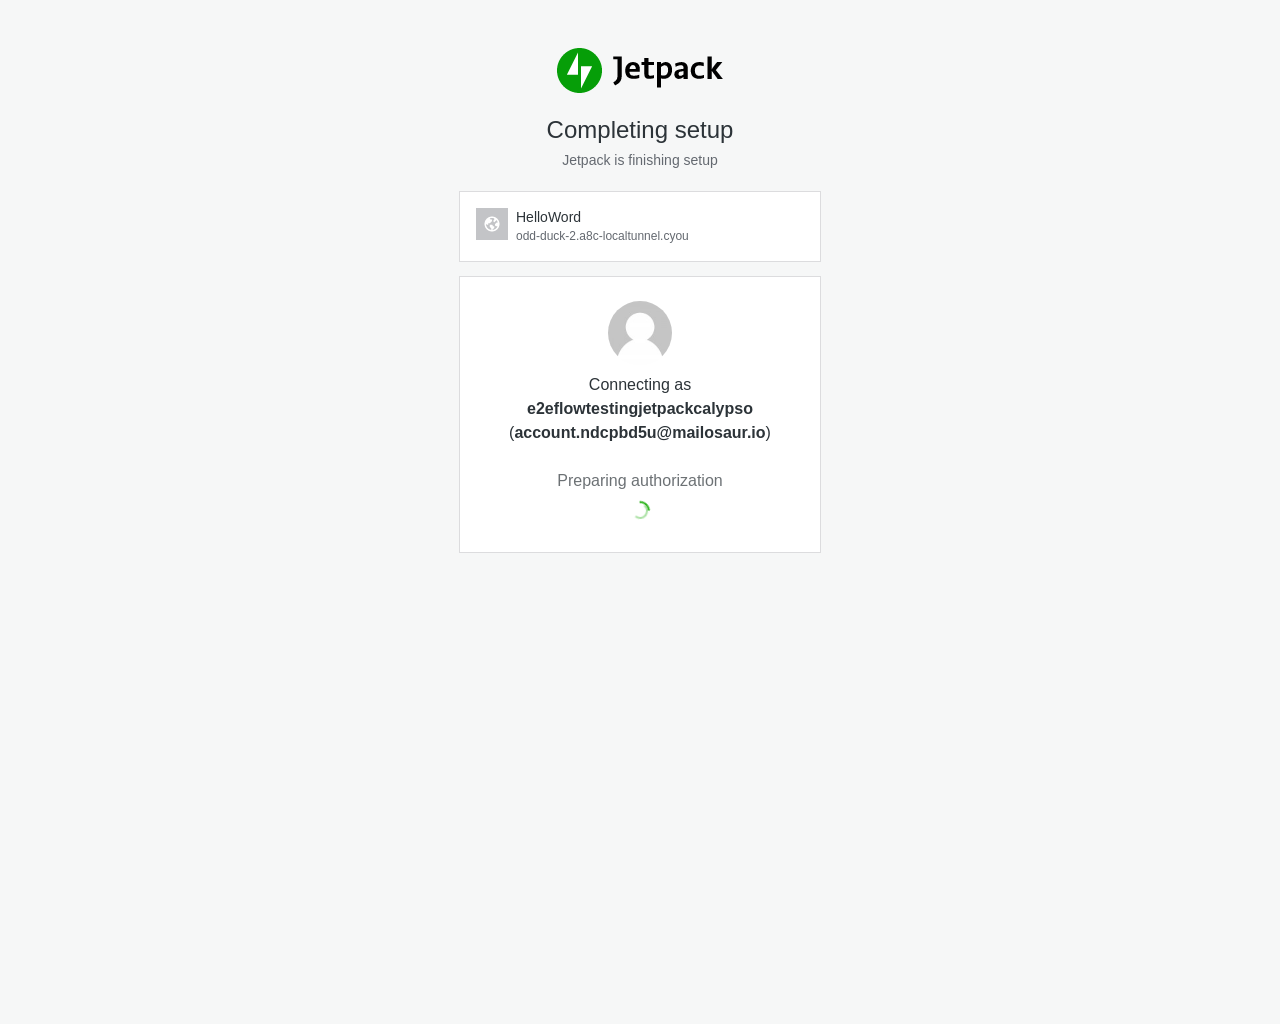 Jetpack
Completing setup
Jetpack is finishing setup
HelloWord
odd-duck-2.a8c-localtunnel.cyou
Connecting as
e2eflowtestingjetpackcalypso
(account.ndcpbd5u@mailosaur.io)
Preparing authorization